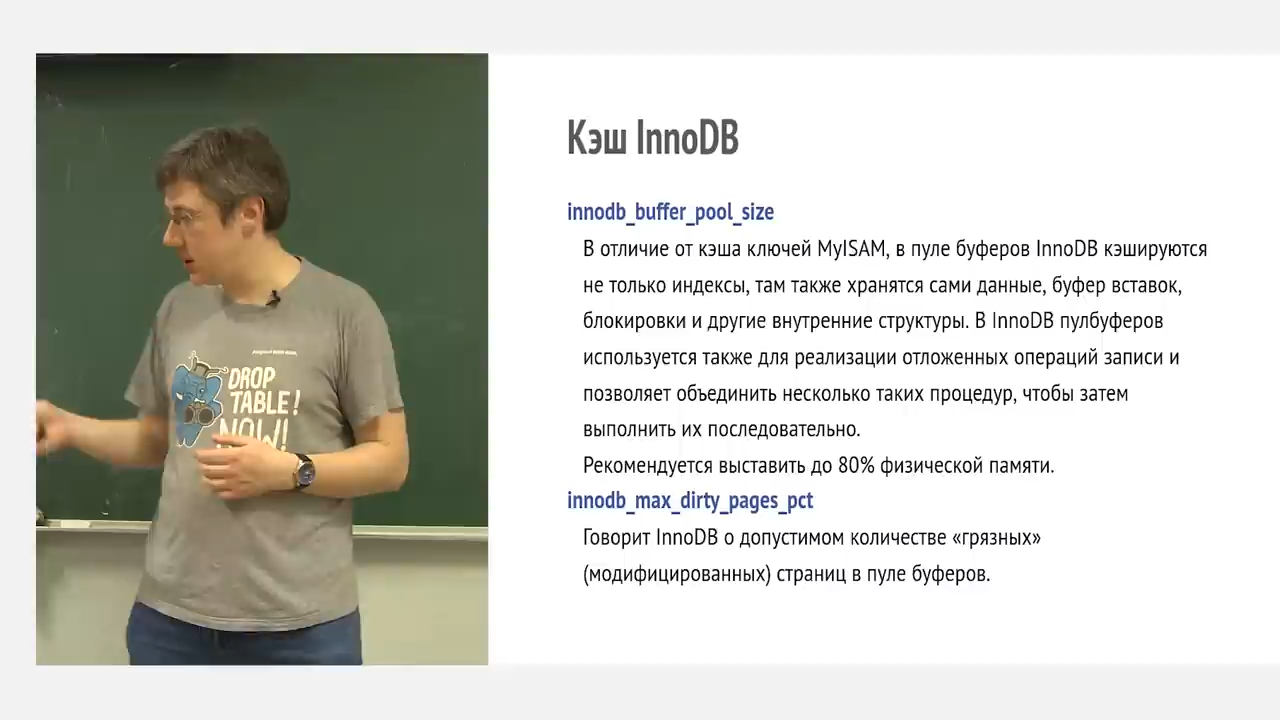 Кэш InnoDB
innodb_buffer_pool_size
В отличие от кэша ключей MyISAM, в пуле буферов InnoDB кэшируются
не только индексы, там также хранятся сами данные, буфер вставок,
блокировки и другие внутренние структуры. В InnoDB пулбуферов
используется также для реализации отложенных операций записи и
позволяет объединить несколько таких процедур, чтобы затем
выполнить их последовательно.
Рекомендуется выставить до 80% физической памяти.
innodb_max_dirty_pages_pct
Говорит InnoDB о допустимом количестве «грязных»
(модифицированных) страниц в пуле буферов.
DROP
TABLE!
NOW!